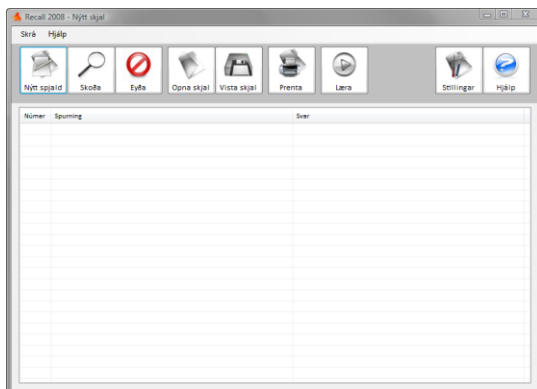 Recall 2008 - Nýtt skjal
Skrá Hjálp
Nýtt spjald Skoða Eyða Opna skjal Vista skjal Prenta Læra Stillingar Hjálp
Númer Spurning Svar